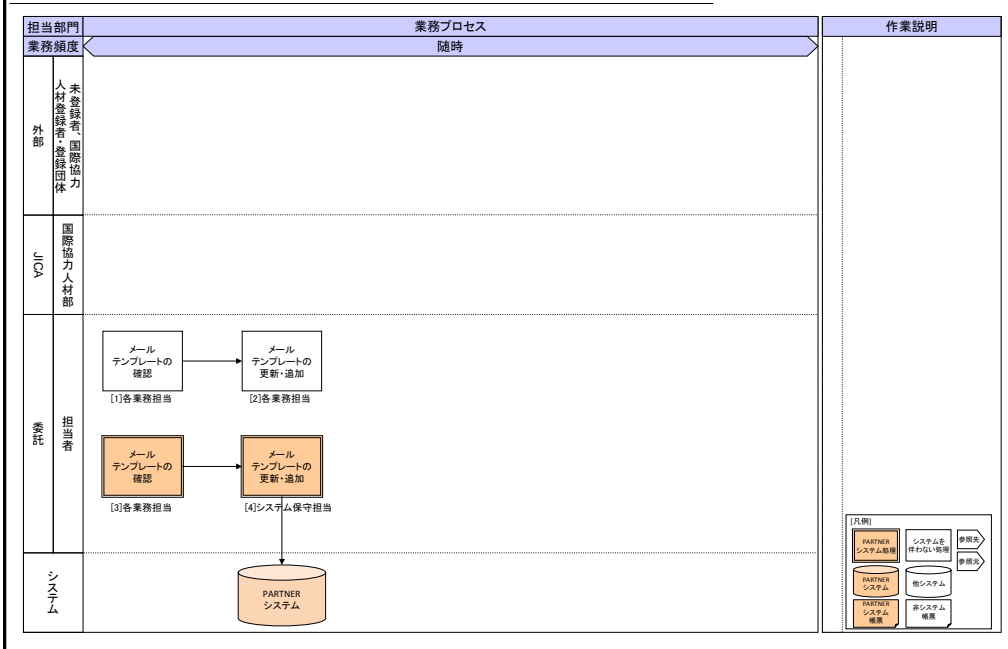 担当部門
業務プロセス
作業説明
業務頻度
随時
外部
未登録者、国際協力
人材登録者・登録団体
JICA
国際協力人材部
委託
担当者
メール
テンプレートの
確認
[1]各業務担当
メール
テンプレートの
更新・追加
[2]各業務担当
メール
テンプレートの
確認
[3]各業務担当
メール
テンプレートの
更新・追加
[4]システム保守担当
システム
PARTNER
システム
[凡例]
PARTNER
システム処理
システムを
伴わない処理
参照先
参照元
PARTNER
システム
他システム
PARTNER
システム
帳票
非システム
帳票